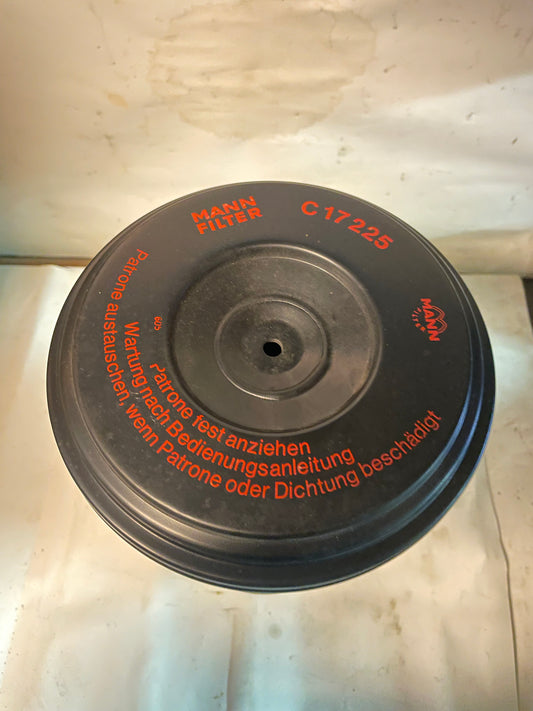 MANN
FILTER
C 17 225
MANN
FILTER
605
Patrone fest anziehen
Wartung nach Bedienungsanleitung
Patrone austauschen, wenn Patrone oder Dichtung beschädigt